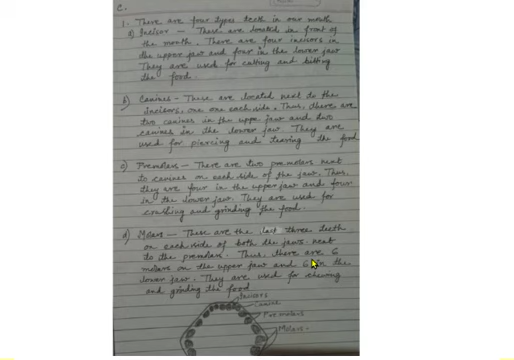 C.
1. There are four types teeth in our mouth
a) Incisor - These are located in front of
the mouth. There are four incisors in
the upper jaw and four in the lower jaw
They are used for cutting and bitting
the food.
b) Canines - These are located next to the
incisors, one one each side. Thus, there are
two canines in the uppe jaw and two
canines in the lower jaw. They are
used for piercing and tearing the food.
c) Premolars - There are two premolars next
to canines on each side of the jaw. Thus,
they are four in the upper jaw and four
in the lower jaw. They are used for
crushing and grinding the food.
d) Molars - These are the last three teeth
on each side of both the jaws next
to the premolars. Thus, there are 6
molars on the upper jaw and 6 in the
lower jaw. They are used for chewing
and grinding the food.
Incisors
Canine
Premolars
Molars